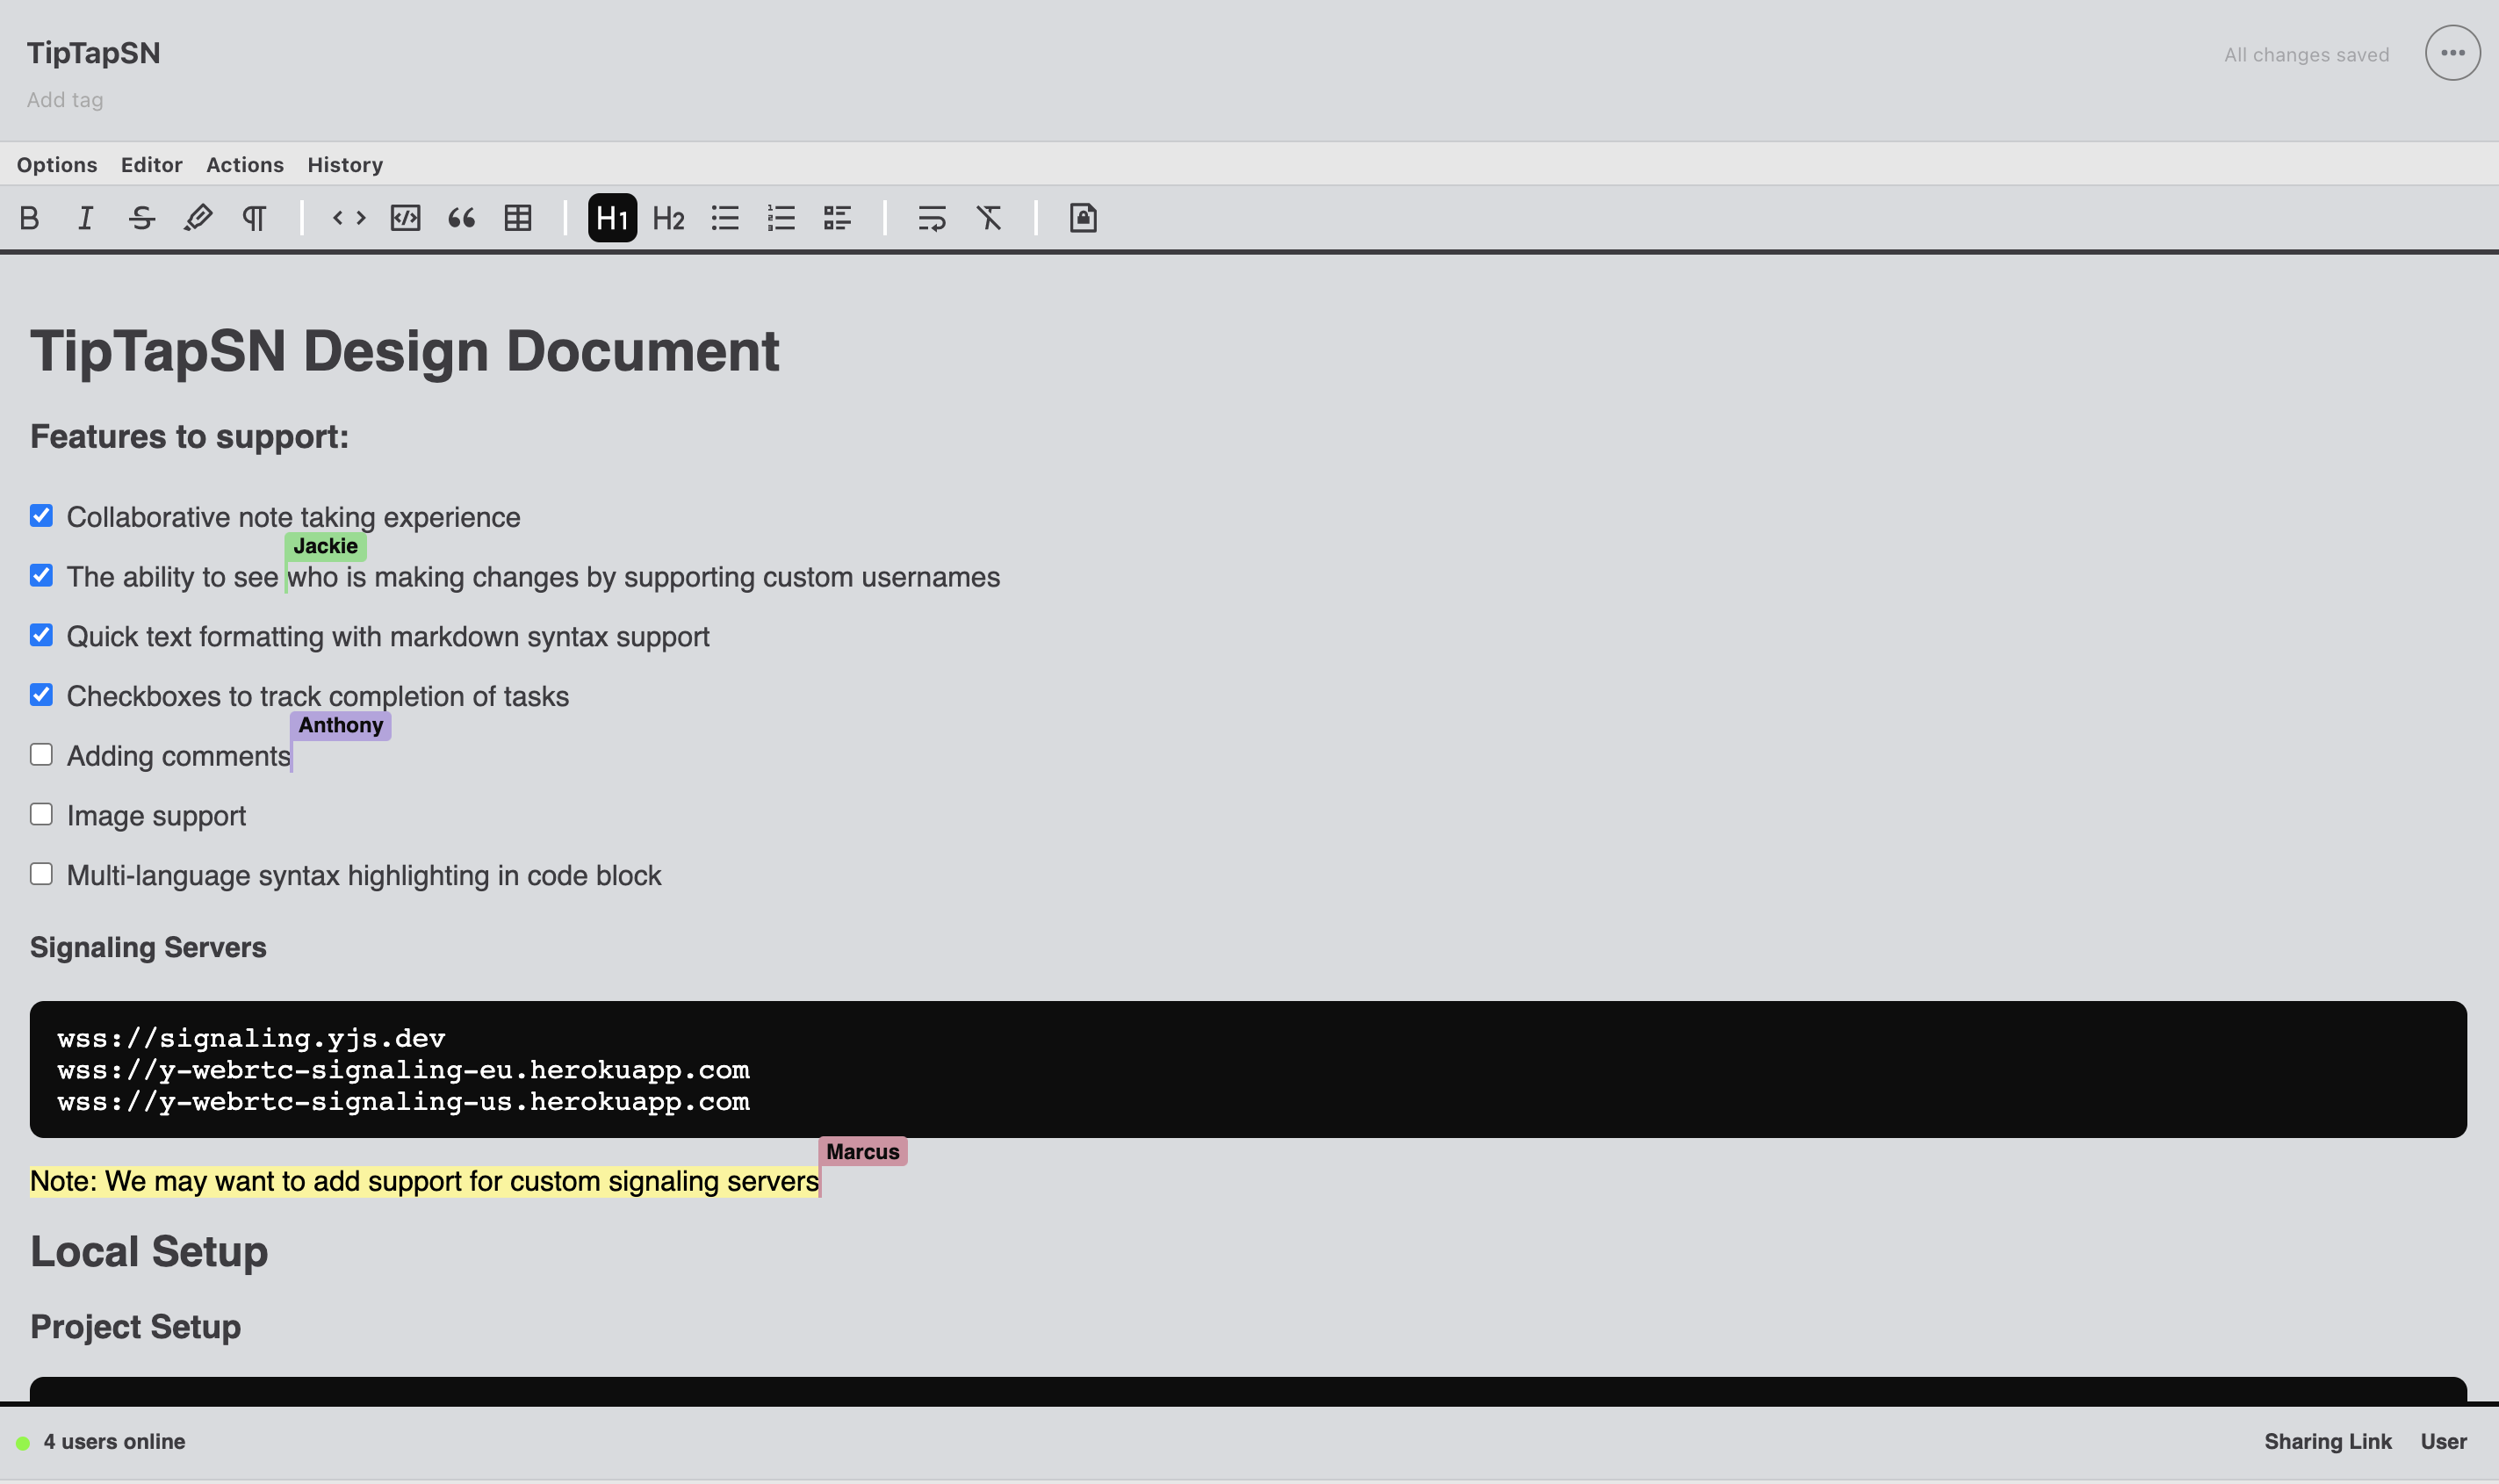 TipTapSN
All changes saved
Add tag
Options Editor Actions History
B I S H1 H2
TipTapSN Design Document
Features to support:
Collaborative note taking experience
Jackie
The ability to see who is making changes by supporting custom usernames
Quick text formatting with markdown syntax support
Checkboxes to track completion of tasks
Anthony
Adding comments
Image support
Multi-language syntax highlighting in code block
Signaling Servers
wss://signaling.yjs.dev
wss://y-webrtc-signaling-eu.herokuapp.com
wss://y-webrtc-signaling-us.herokuapp.com
Marcus
Note: We may want to add support for custom signaling servers
Local Setup
Project Setup
4 users online
Sharing Link User